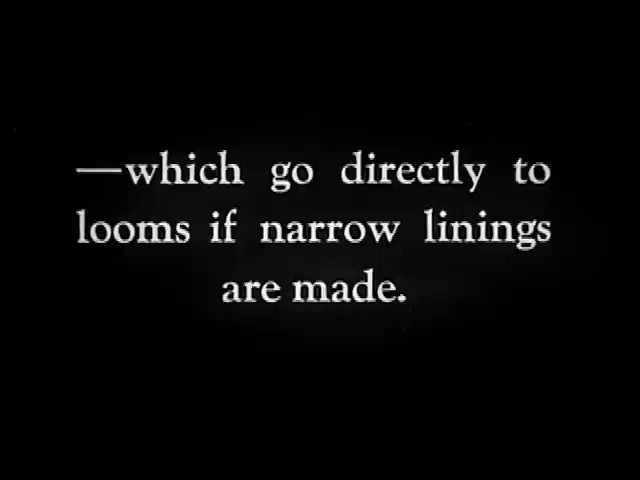 —which go directly to
looms if narrow linings
are made.